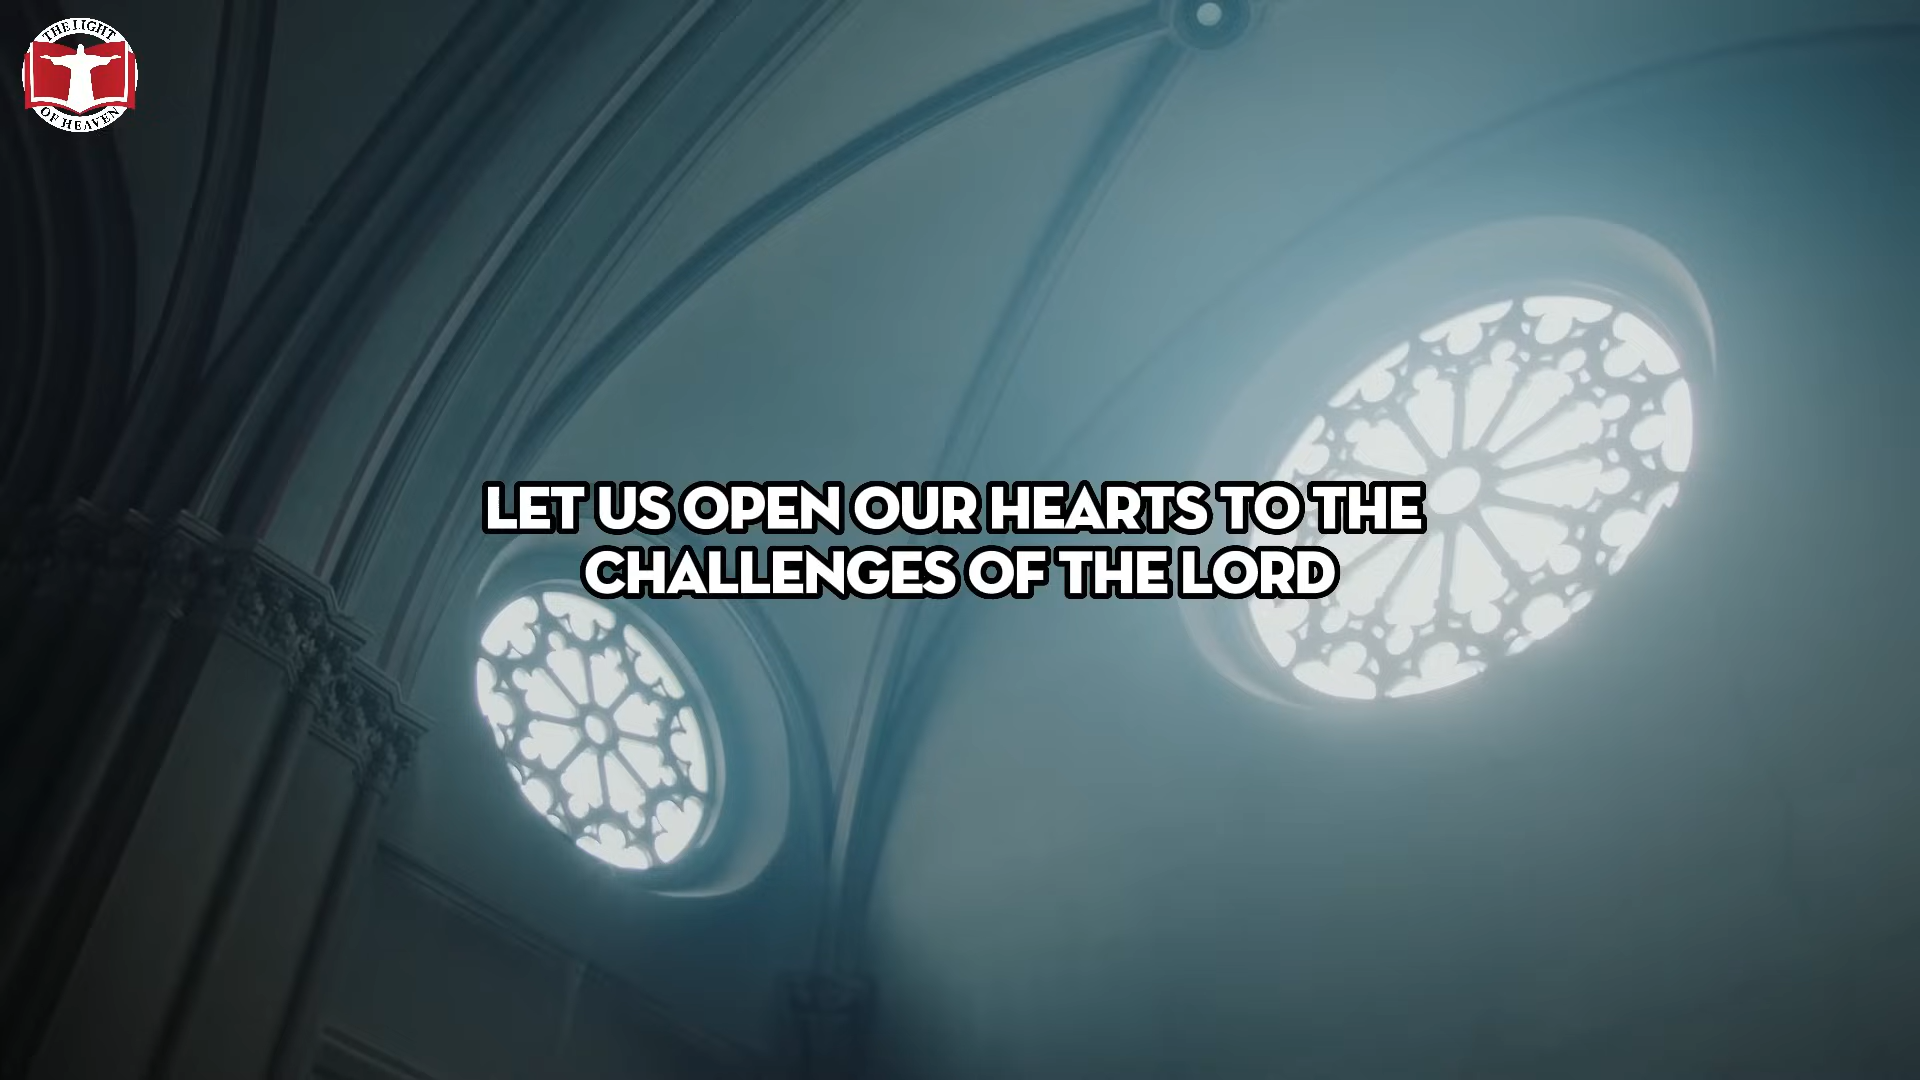 THE LIGHT
OF HEAVEN
LET US OPEN OUR HEARTS TO THE
CHALLENGES OF THE LORD